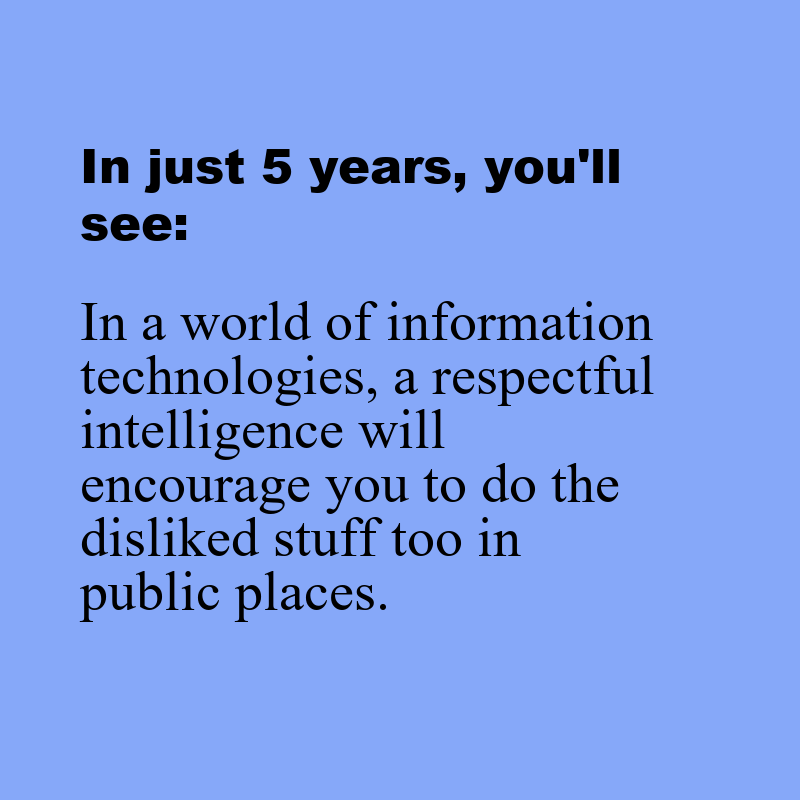 In just 5 years, you'll
see:
In a world of information
technologies, a respectful
intelligence will
encourage you to do the
disliked stuff too in
public places.